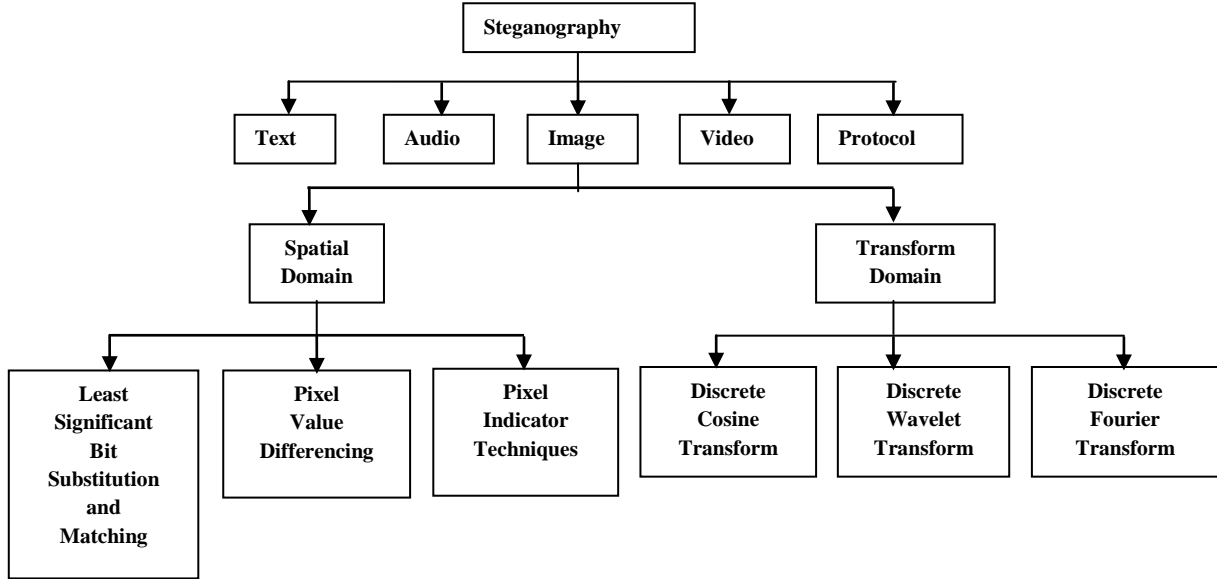 Steganography
Text
Audio
Image
Video
Protocol
Spatial
Domain
Transform
Domain
Least
Significant
Bit
Substitution
and
Matching
Pixel
Value
Differencing
Pixel
Indicator
Techniques
Discrete
Cosine
Transform
Discrete
Wavelet
Transform
Discrete
Fourier
Transform